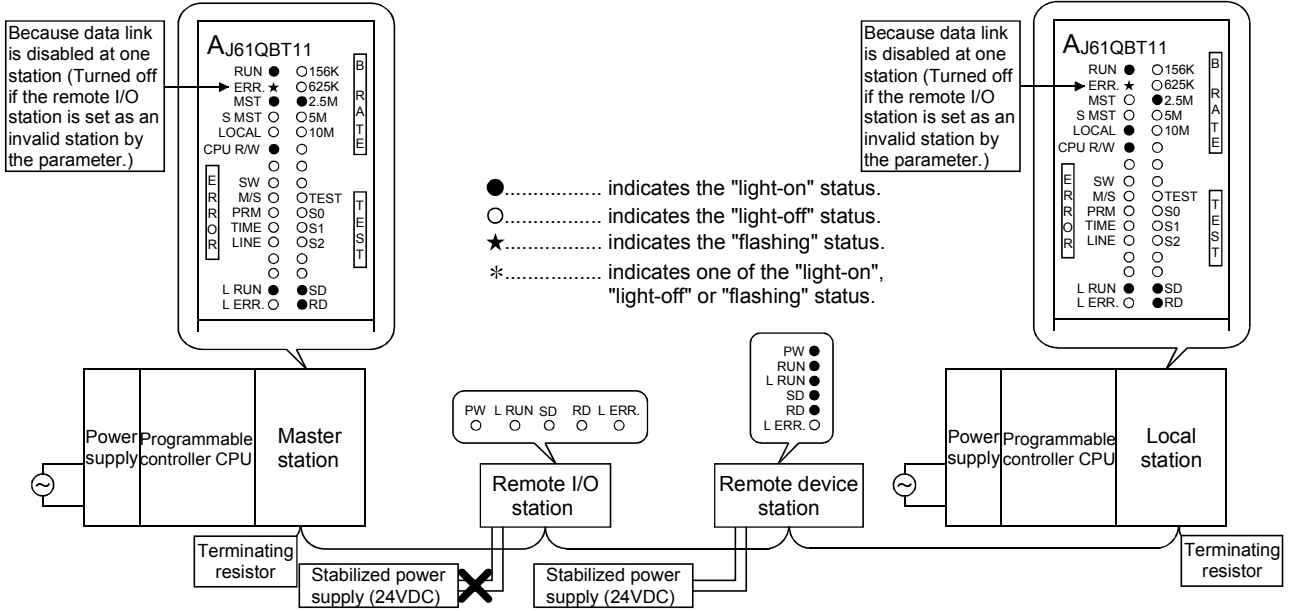 Because data link
is disabled at one
station (Turned off
if the remote I/O
station is set as an
invalid station by
the parameter.)
AJ61QBT11
RUN ● ○156K
ERR. ★ ○625K
MST ● ●2.5M
S MST ○ ○5M
LOCAL ○ ○10M
CPU R/W ● ○
○ ○
SW ○ ○
M/S ○ ○TEST
PRM ○ ○S0
TIME ○ ○S1
LINE ○ ○S2
○ ○
○ ○
L RUN ● ●SD
L ERR. ○ ●RD
B RATE
ERROR
TEST
●.................. indicates the "light-on" status.
○.................. indicates the "light-off" status.
★.................. indicates the "flashing" status.
*.................. indicates one of the "light-on",
"light-off" or "flashing" status.
Because data link
is disabled at one
station (Turned off
if the remote I/O
station is set as an
invalid station by
the parameter.)
AJ61QBT11
RUN ● ○156K
ERR. ★ ○625K
MST ○ ●2.5M
S MST ○ ○5M
LOCAL ● ○10M
CPU R/W ● ○
○ ○
SW ○ ○
M/S ○ ○TEST
PRM ○ ○S0
TIME ○ ○S1
LINE ○ ○S2
○ ○
○ ○
L RUN ● ●SD
L ERR. ○ ●RD
B RATE
ERROR
TEST
Power
supply
Programmable
controller CPU
Master
station
PW L RUN SD RD L ERR.
○ ○ ○ ○ ○
Remote I/O
station
PW ●
RUN ●
L RUN ●
SD ●
RD ●
L ERR. ○
Remote device
station
Power
supply
Programmable
controller CPU
Local
station
Terminating
resistor
Stabilized power
supply (24VDC)
Stabilized power
supply (24VDC)
Terminating
resistor